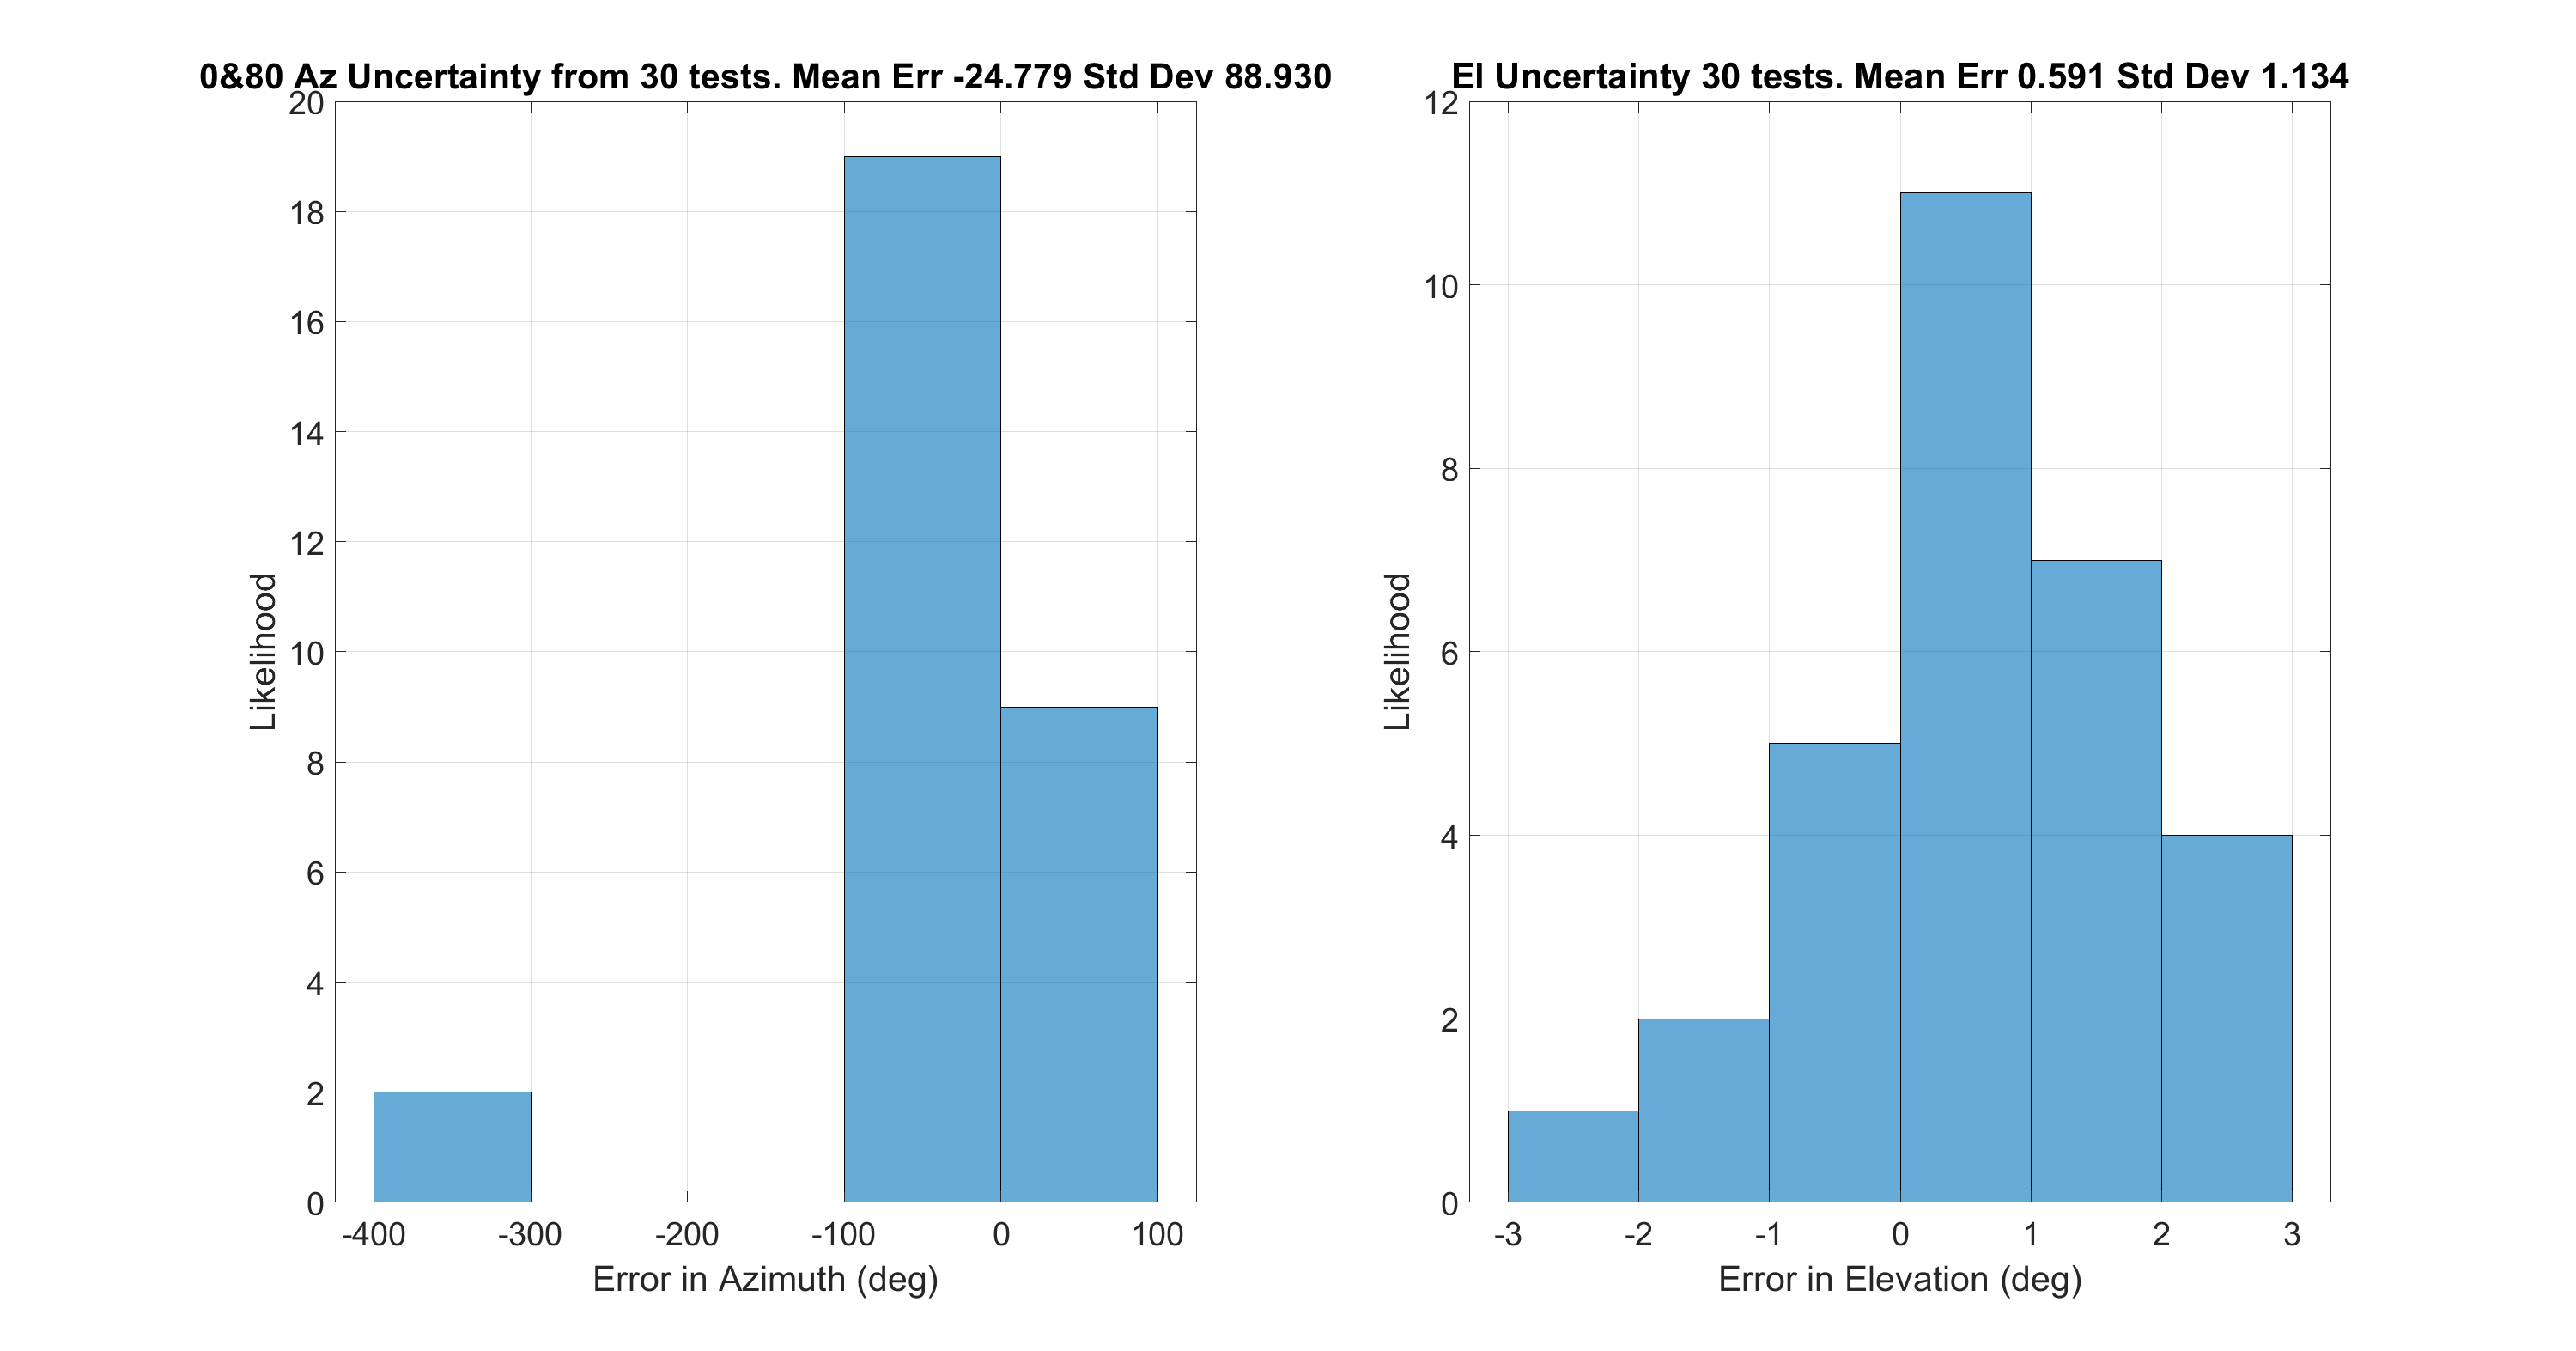 0&80 Az Uncertainty from 30 tests. Mean Err -24.779 Std Dev 88.930
20
18
16
14
12
10
8
6
4
2
0
Likelihood
-400 -300 -200 -100 0 100
Error in Azimuth (deg)
El Uncertainty 30 tests. Mean Err 0.591 Std Dev 1.134
12
10
8
6
4
2
0
Likelihood
-3 -2 -1 0 1 2 3
Error in Elevation (deg)